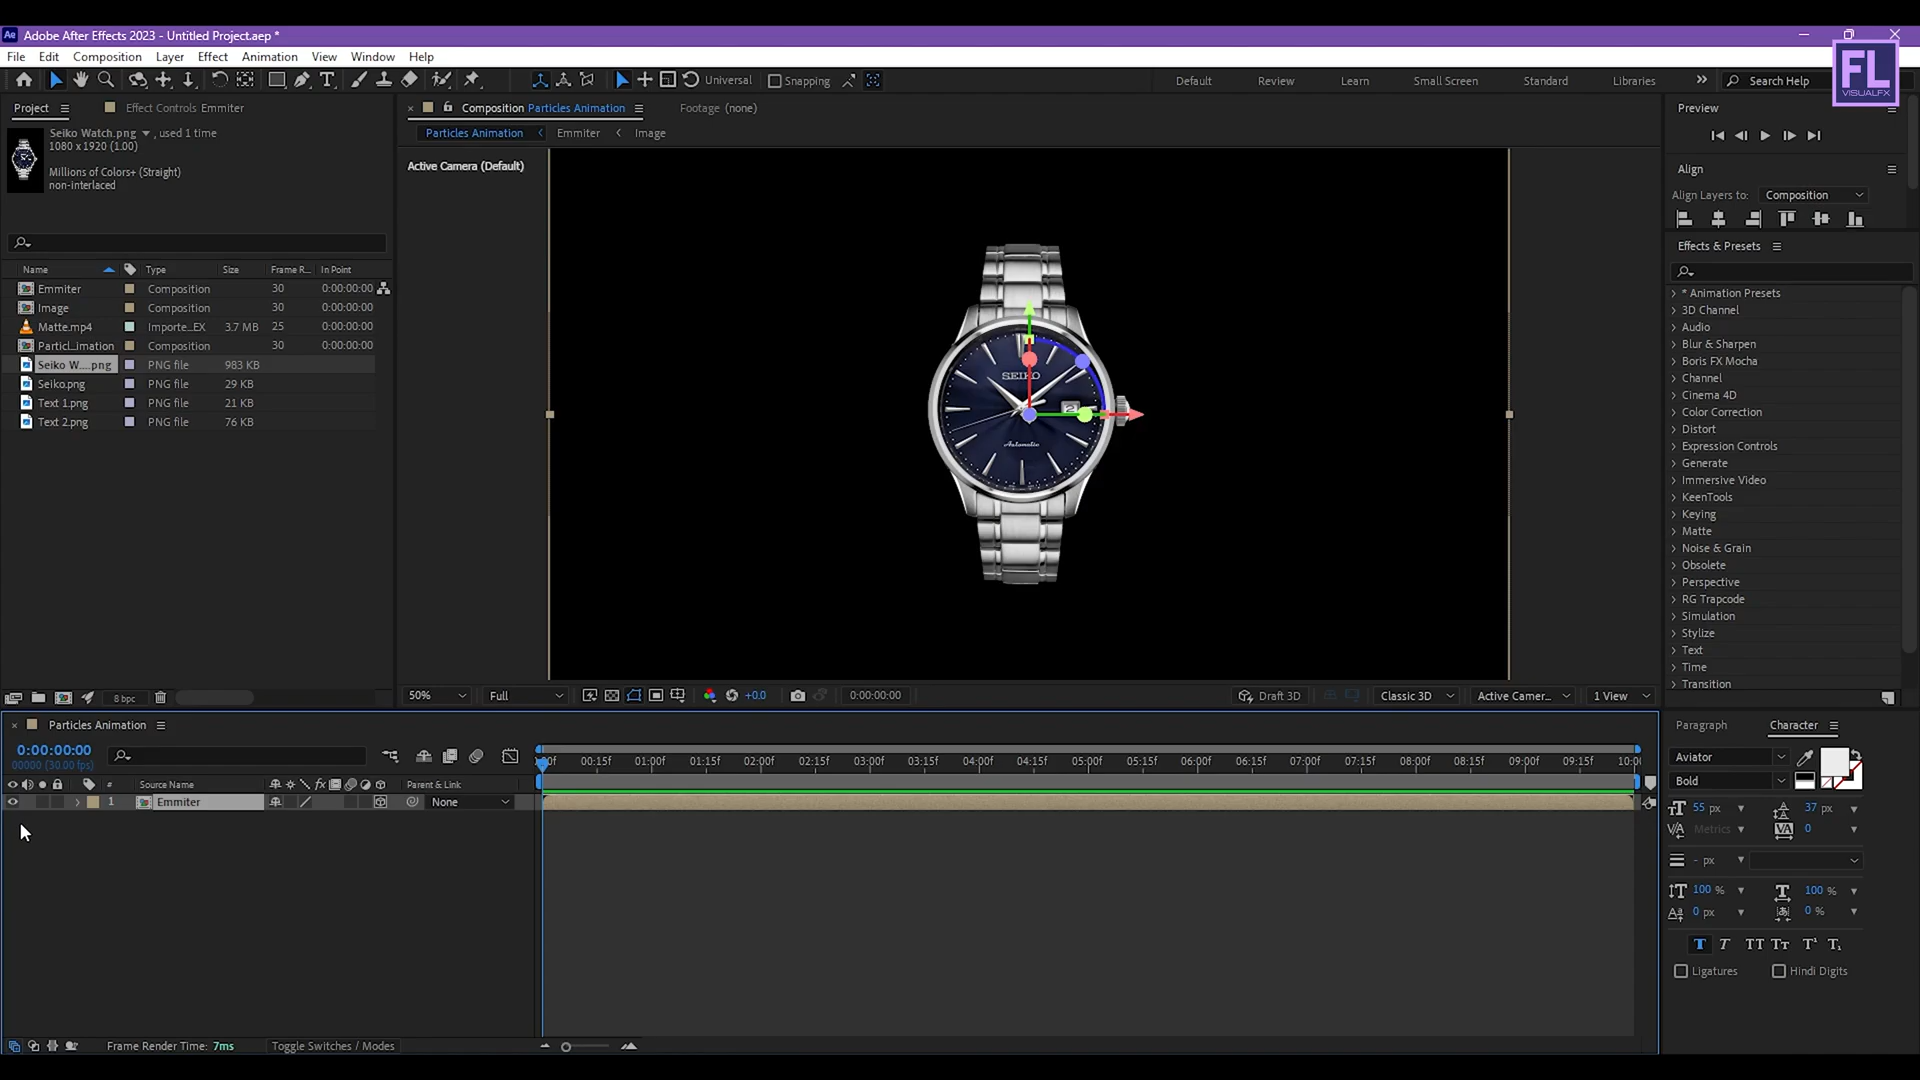 Adobe After Effects 2023 - Untitled Project.aep *
File Edit Composition Layer Effect Animation View Window Help
Universal Snapping Default Review Learn Small Screen Standard Libraries Search Help
FL
VISUALFX
Project Effect Controls Emmiter
Composition Particles Animation Footage (none)
Preview
Seiko Watch.png , used 1 time
1080 x 1920 (1.00)
Millions of Colors+ (Straight)
non-interlaced
Particles Animation Emmiter Image
Active Camera (Default)
Align
Align Layers to: Composition
Effects & Presets
Name Type Size Frame R... In Point
Emmiter Composition 30 0:00:00:00
Image Composition 30 0:00:00:00
Matte.mp4 Importe...EX 3.7 MB 25 0:00:00:00
Particl...imation Composition 30 0:00:00:00
Seiko W....png PNG file 983 KB
Seiko.png PNG file 29 KB
Text 1.png PNG file 21 KB
Text 2.png PNG file 76 KB
SEIKO
2
Automatic
* Animation Presets
3D Channel
Audio
Blur & Sharpen
Boris FX Mocha
Channel
Cinema 4D
Color Correction
Distort
Expression Controls
Generate
Immersive Video
KeenTools
Keying
Matte
Noise & Grain
Obsolete
Perspective
RG Trapcode
Simulation
Stylize
Text
Time
Transition
8 bpc
50% Full +0.0 0:00:00:00 Draft 3D Classic 3D Active Camer... 1 View
Particles Animation
0:00:00:00
00000 (30.00 fps)
00f 00:15f 01:00f 01:15f 02:00f 02:15f 03:00f 03:15f 04:00f 04:15f 05:00f 05:15f 06:00f 06:15f 07:00f 07:15f 08:00f 08:15f 09:00f 09:15f 10:00
# Source Name fx Parent & Link
1 Emmiter None
Frame Render Time: 7ms Toggle Switches / Modes
Paragraph Character
Aviator
Bold
55 px 37 px
Metrics 0
- px
100 % 100 %
0 px 0 %
T T TT Tт T¹ T₁
Ligatures Hindi Digits